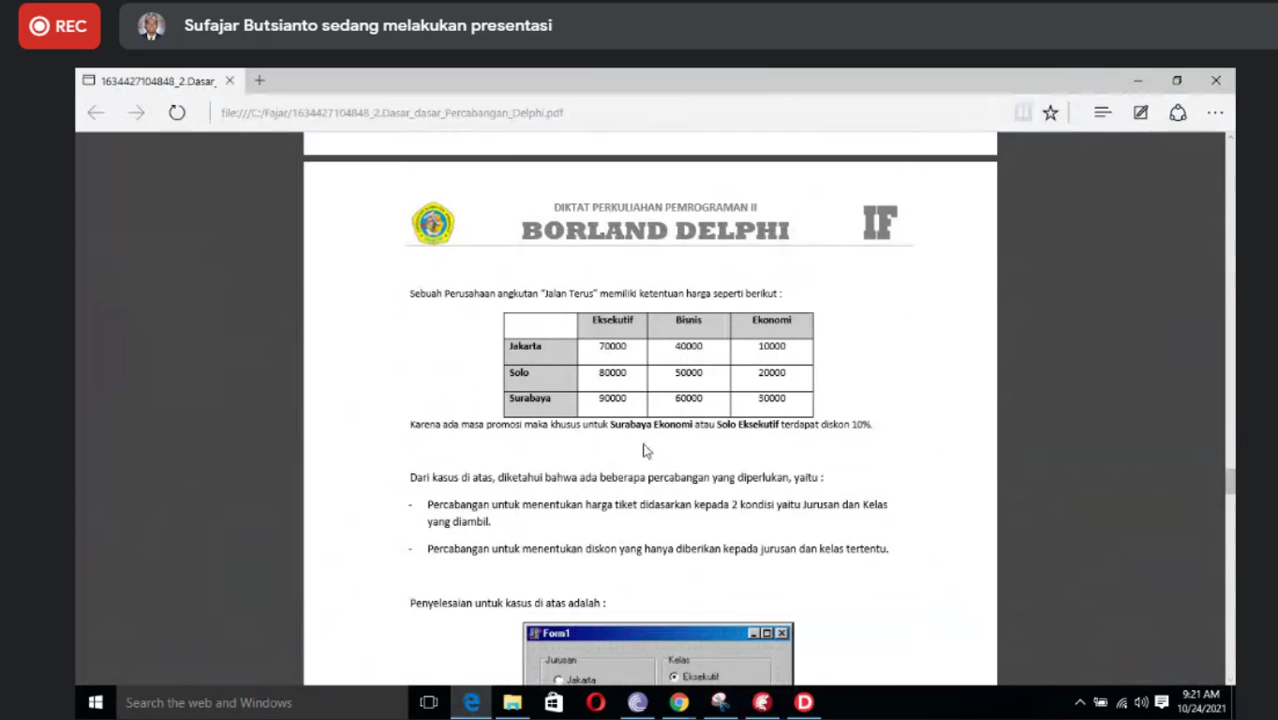 REC
Sufajar Butsianto sedang melakukan presentasi
1634427104848_2.Dasar_
file:///C:/Fajar/1634427104848_2.Dasar_dasar_Percabangan_Delphi.pdf
DIKTAT PERKULIAHAN PEMROGRAMAN II
BORLAND DELPHI
IF
Sebuah Perusahaan angkutan "Jalan Terus" memiliki ketentuan harga seperti berikut :
Eksekutif Bisnis Ekonomi
Jakarta 70000 40000 10000
Solo 80000 50000 20000
Surabaya 90000 60000 30000
Karena ada masa promosi maka khusus untuk Surabaya Ekonomi atau Solo Eksekutif terdapat diskon 10%.
Dari kasus di atas, diketahui bahwa ada beberapa percabangan yang diperlukan, yaitu :
- Percabangan untuk menentukan harga tiket didasarkan kepada 2 kondisi yaitu Jurusan dan Kelas
yang diambil.
- Percabangan untuk menentukan diskon yang hanya diberikan kepada jurusan dan kelas tertentu.
Penyelesaian untuk kasus di atas adalah :
Form1
Jurusan Kelas
Jakarta Eksekutif
Search the web and Windows
9:21 AM
10/24/2021